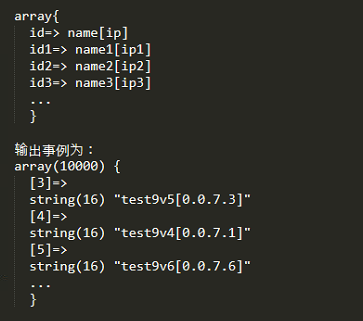 array{
id=> name[ip]
id1=> name1[ip1]
id2=> name2[ip2]
id3=> name3[ip3]
...
}
输出事例为：
array(10000) {
[3]=>
string(16) "test9v5[0.0.7.3]"
[4]=>
string(16) "test9v4[0.0.7.1]"
[5]=>
string(16) "test9v6[0.0.7.6]"
...
}